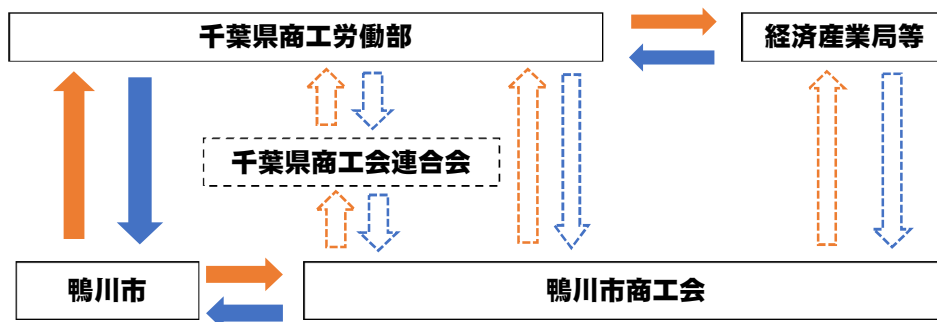 千葉県商工労働部
経済産業局等
千葉県商工会連合会
鴨川市
鴨川市商工会